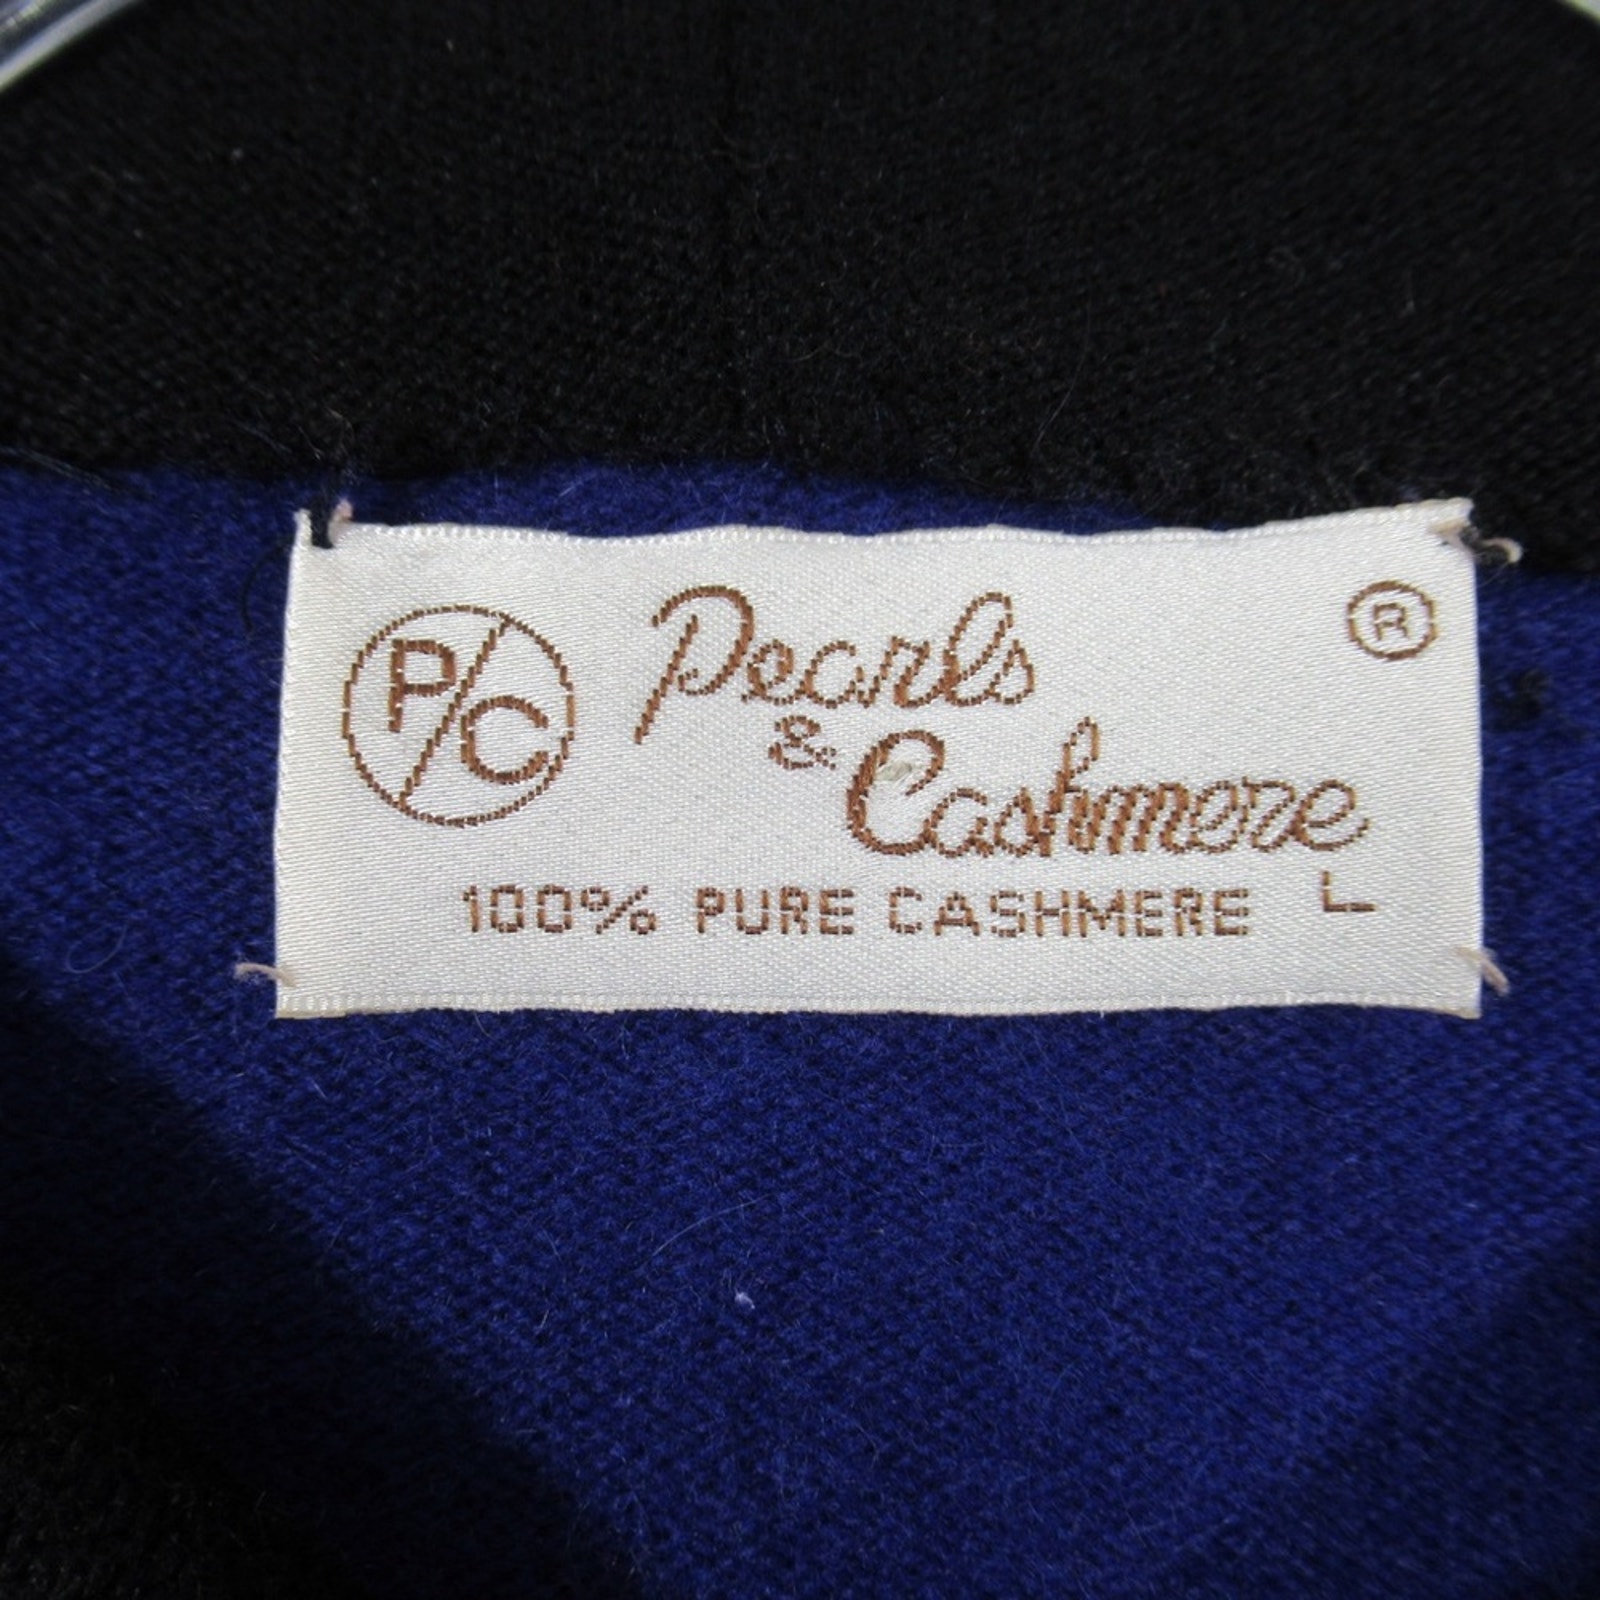 P/C
Pearls
®
& Cashmere
100% PURE CASHMERE L